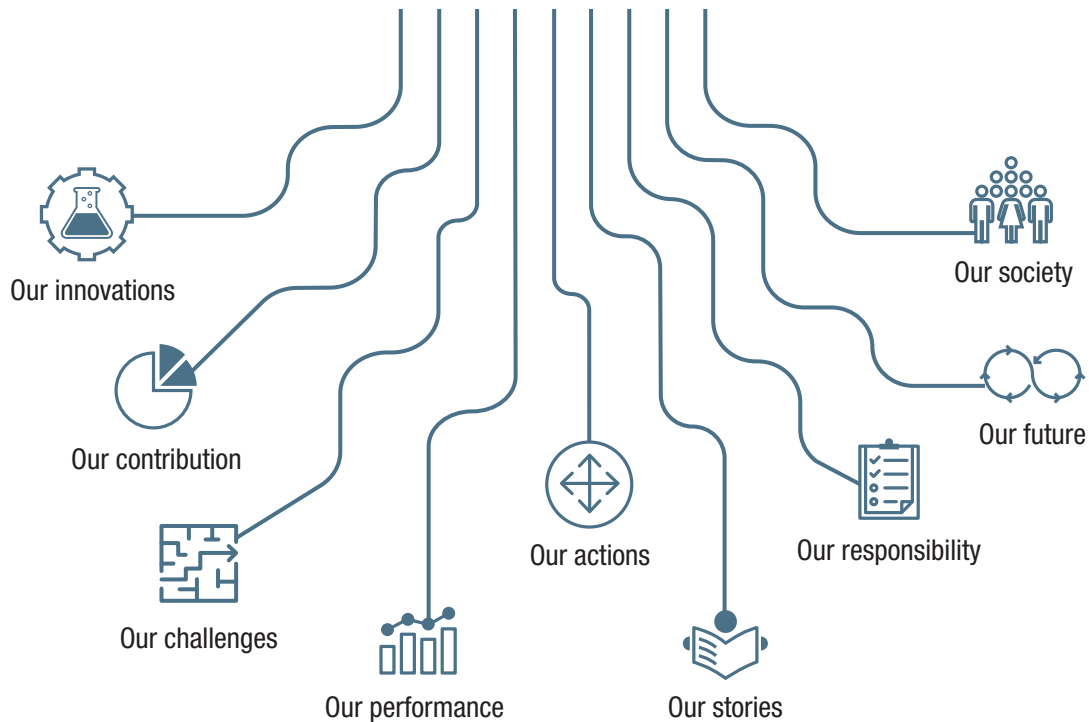 Our innovations
Our society
Our contribution
Our future
Our actions
Our responsibility
Our challenges
Our performance
Our stories